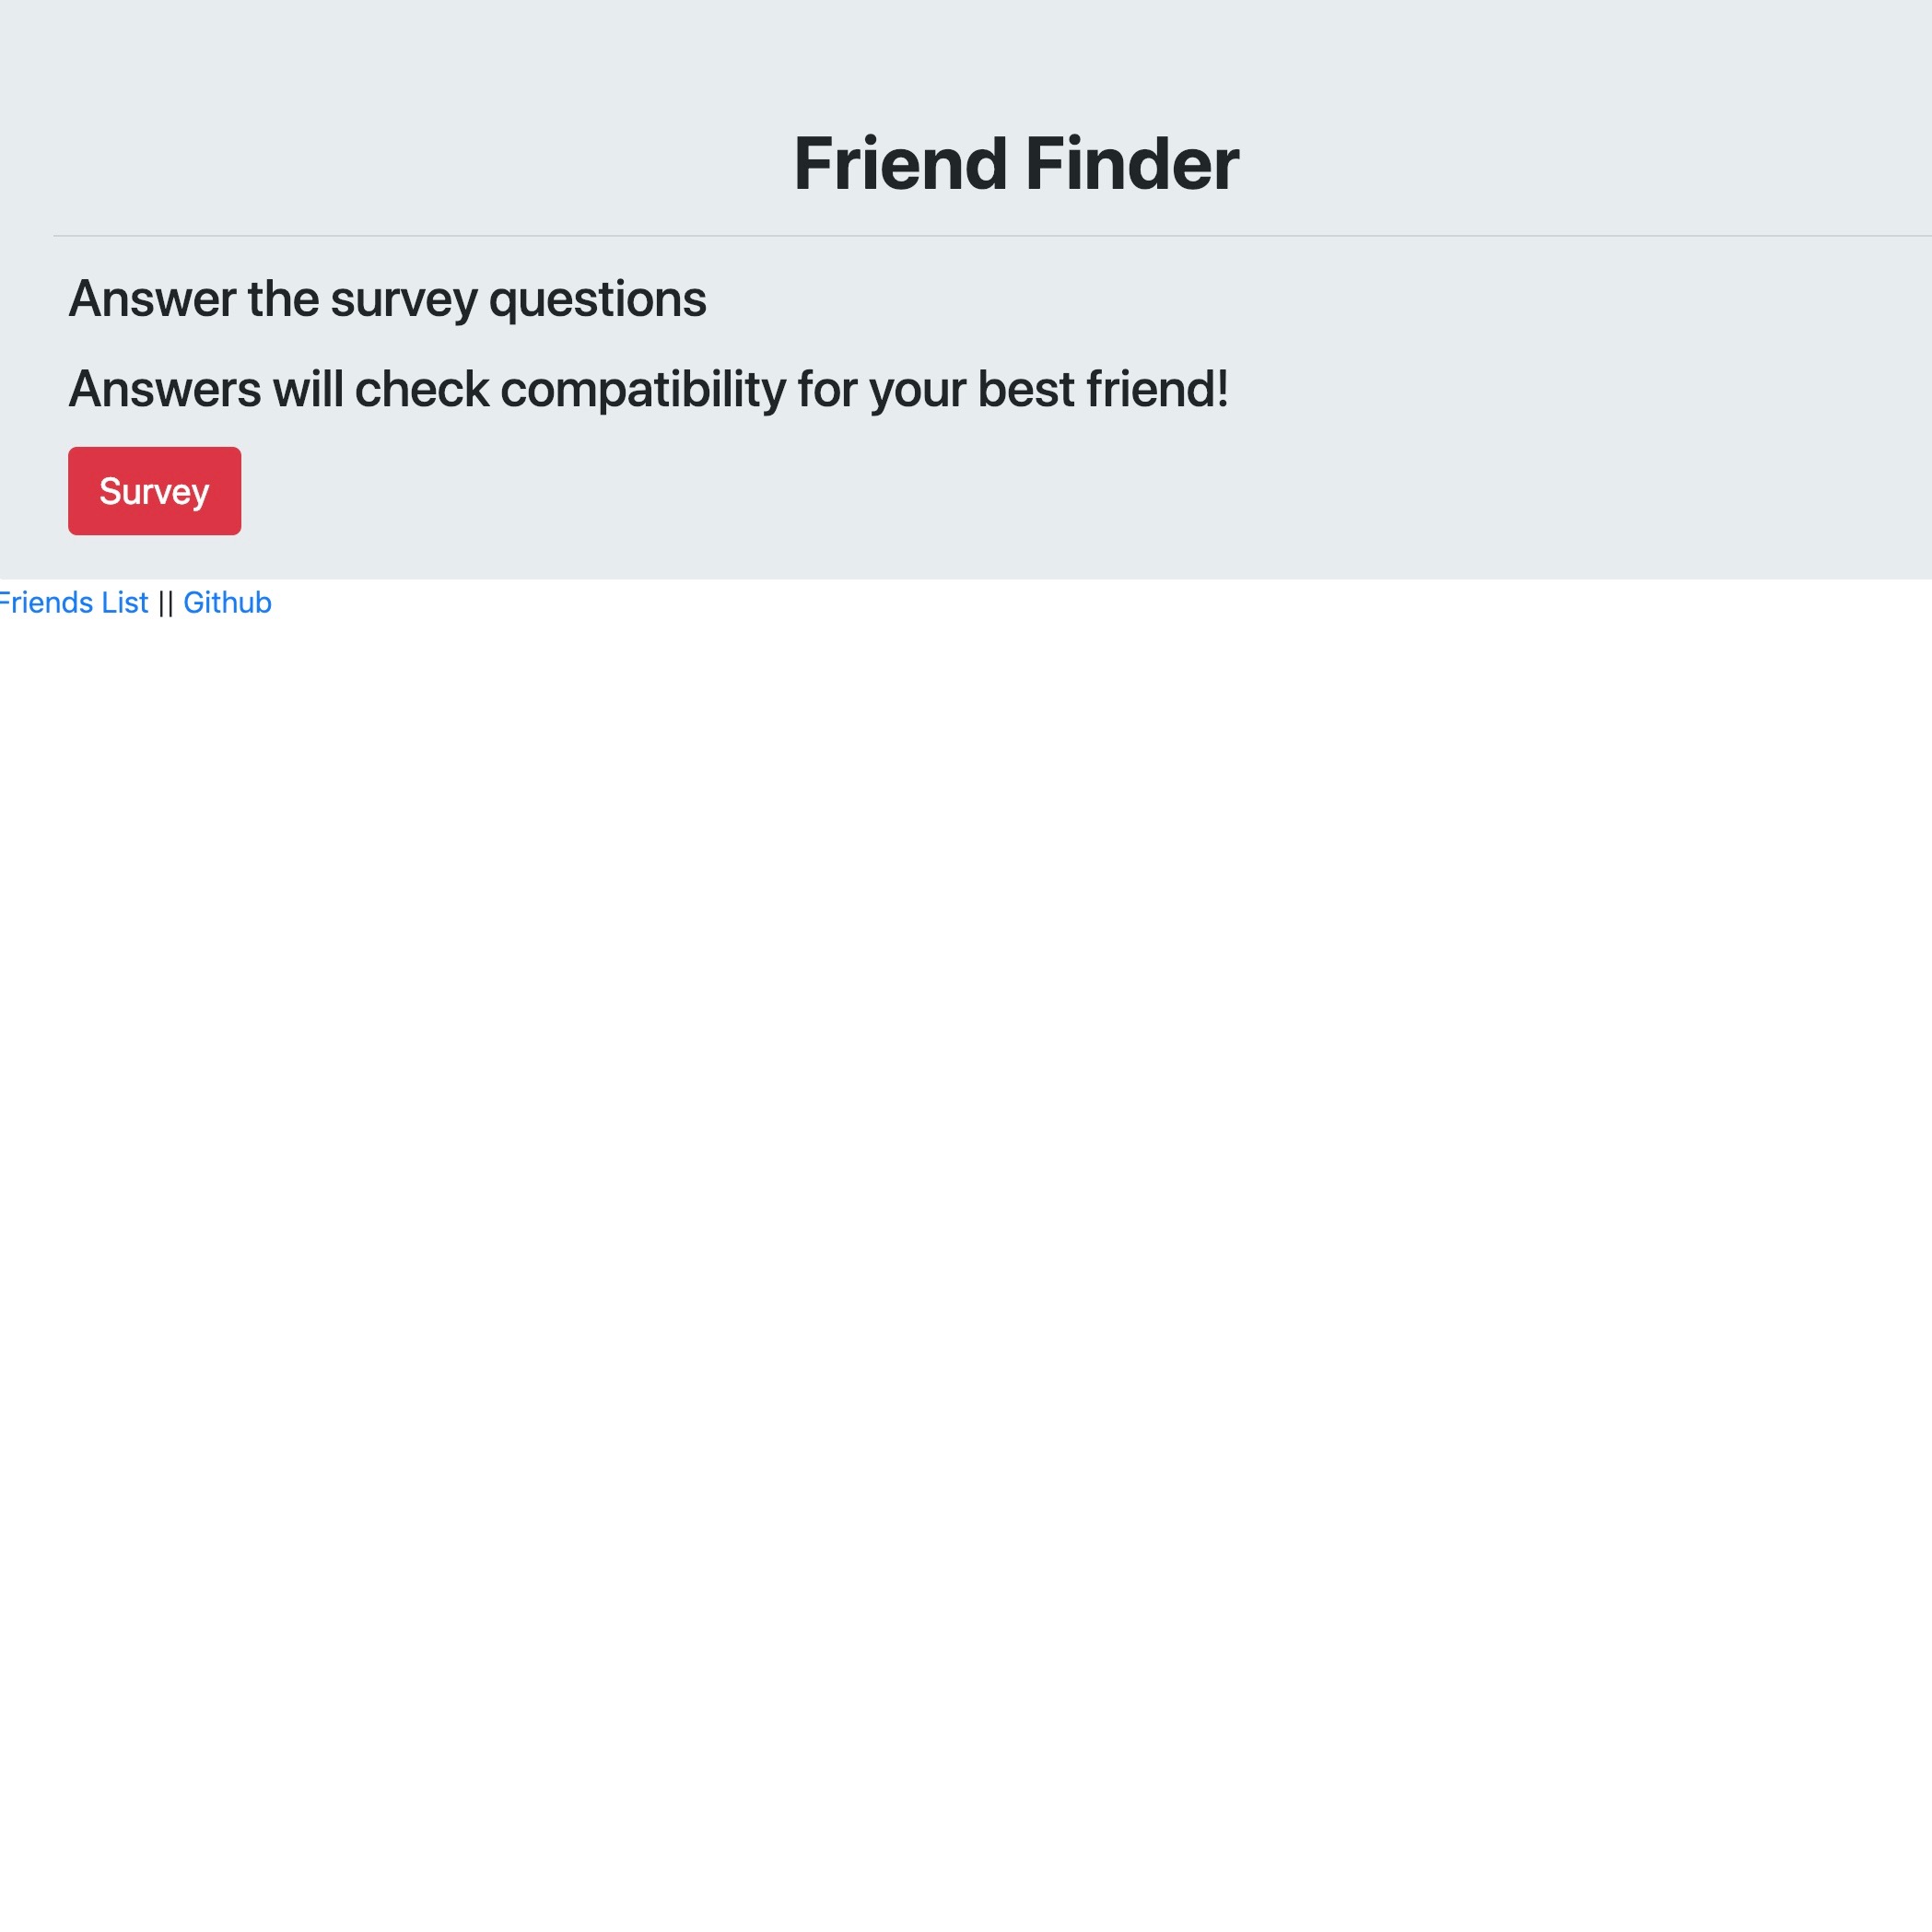 Friend Finder
Answer the survey questions
Answers will check compatibility for your best friend!
Survey
Friends List || Github